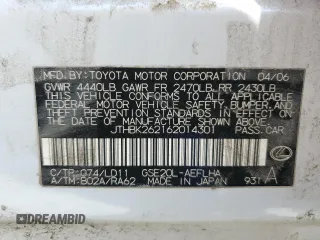 MFD. BY: TOYOTA MOTOR CORPORATION 04/06
GVWR 4440LB GAWR FR 2470LB RR 2430LB
THIS VEHICLE CONFORMS TO ALL APPLICABLE
FEDERAL MOTOR VEHICLE SAFETY, BUMPER,
AND THEFT PREVENTION STANDARDS IN
EFFECT ON THE DATE OF MANUFACTURE
SHOWN ABOVE.
JTHBK262162014301 PASS. CAR
C/TR: 074/LD11 GSE20L-AEFLHA
A/TM: B02A/RA62 MADE IN JAPAN 931 A